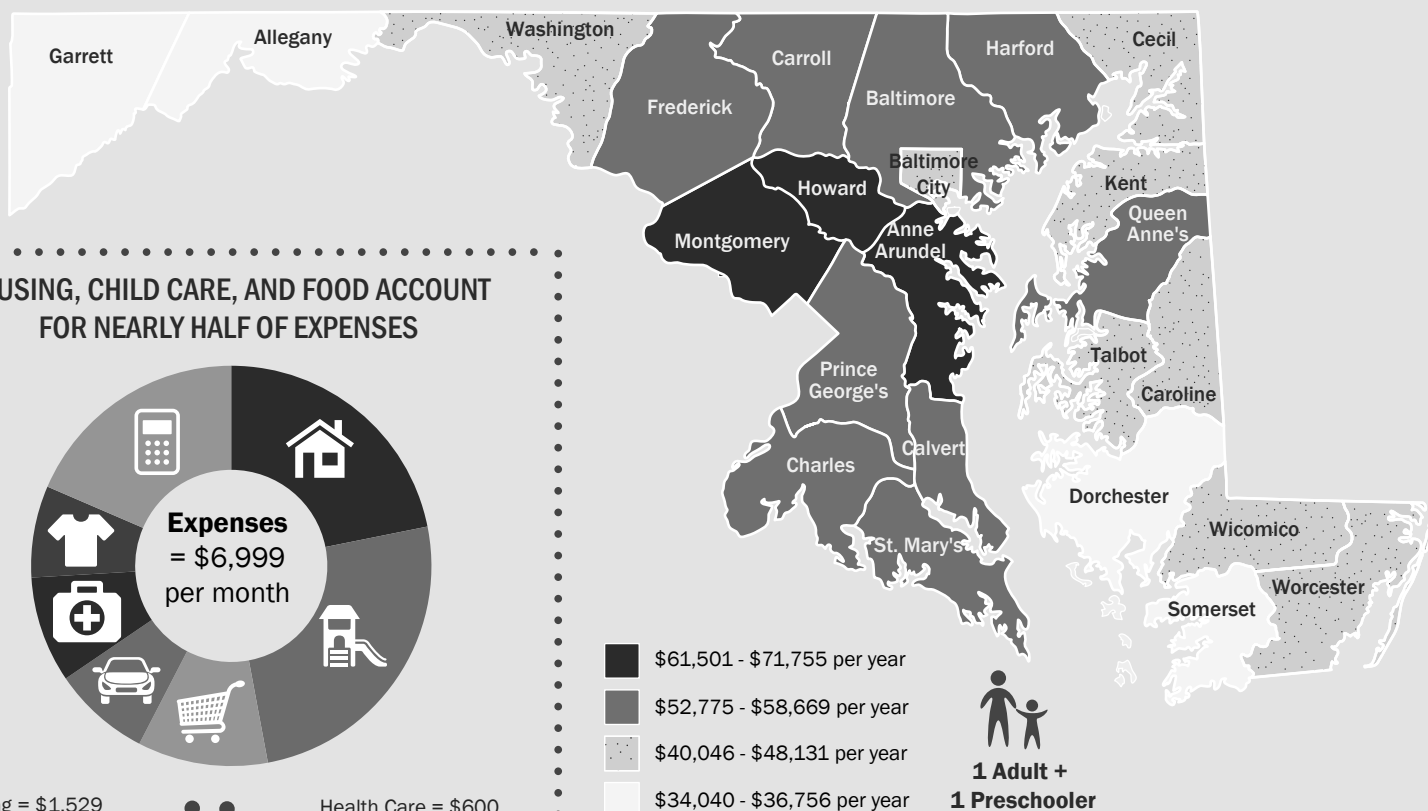 Garrett
Allegany
Washington
Frederick
Carroll
Baltimore
Harford
Cecil
Baltimore
City
Howard
Montgomery
Anne
Arundel
Kent
Queen
Anne's
Talbot
Caroline
Prince
George's
Charles
Calvert
St. Mary's
Dorchester
Wicomico
Somerset
Worcester
USING, CHILD CARE, AND FOOD ACCOUNT
FOR NEARLY HALF OF EXPENSES
Expenses
= $6,999
per month
g = $1,529
Health Care = $600
$61,501 - $71,755 per year
$52,775 - $58,669 per year
$40,046 - $48,131 per year
$34,040 - $36,756 per year
1 Adult +
1 Preschooler